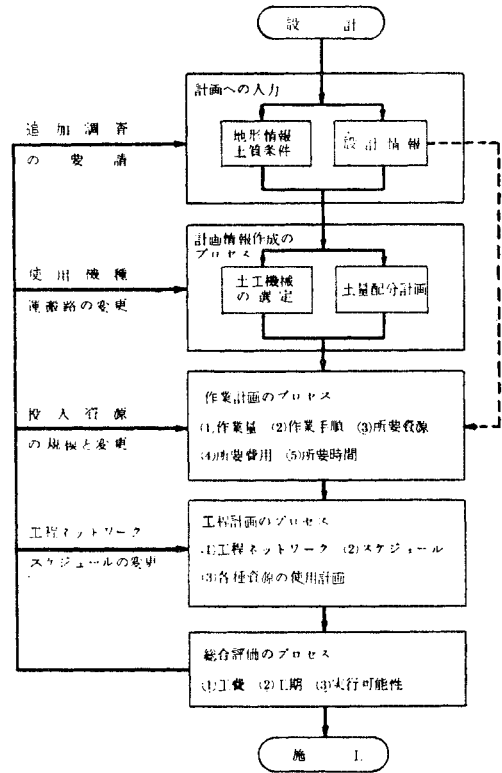 設計
計画への入力
追加調査
の要請
地形情報
土質条件
設計情報
計画情報作成の
プロセス
使用機種
運搬路の変更
土工機械
の選定
土量配分計画
作業計画のプロセス
投入資源
の規模と変更
(1)作業量 (2)作業手順 (3)所要資源
(4)所要費用 (5)所要時間
工程計画のプロセス
工程ネットワーク
スケジュールの変更
(1)工程ネットワーク (2)スケジュール
(3)各種資源の使用計画
総合評価のプロセス
(1)工費 (2)工期 (3)実行可能性
施工